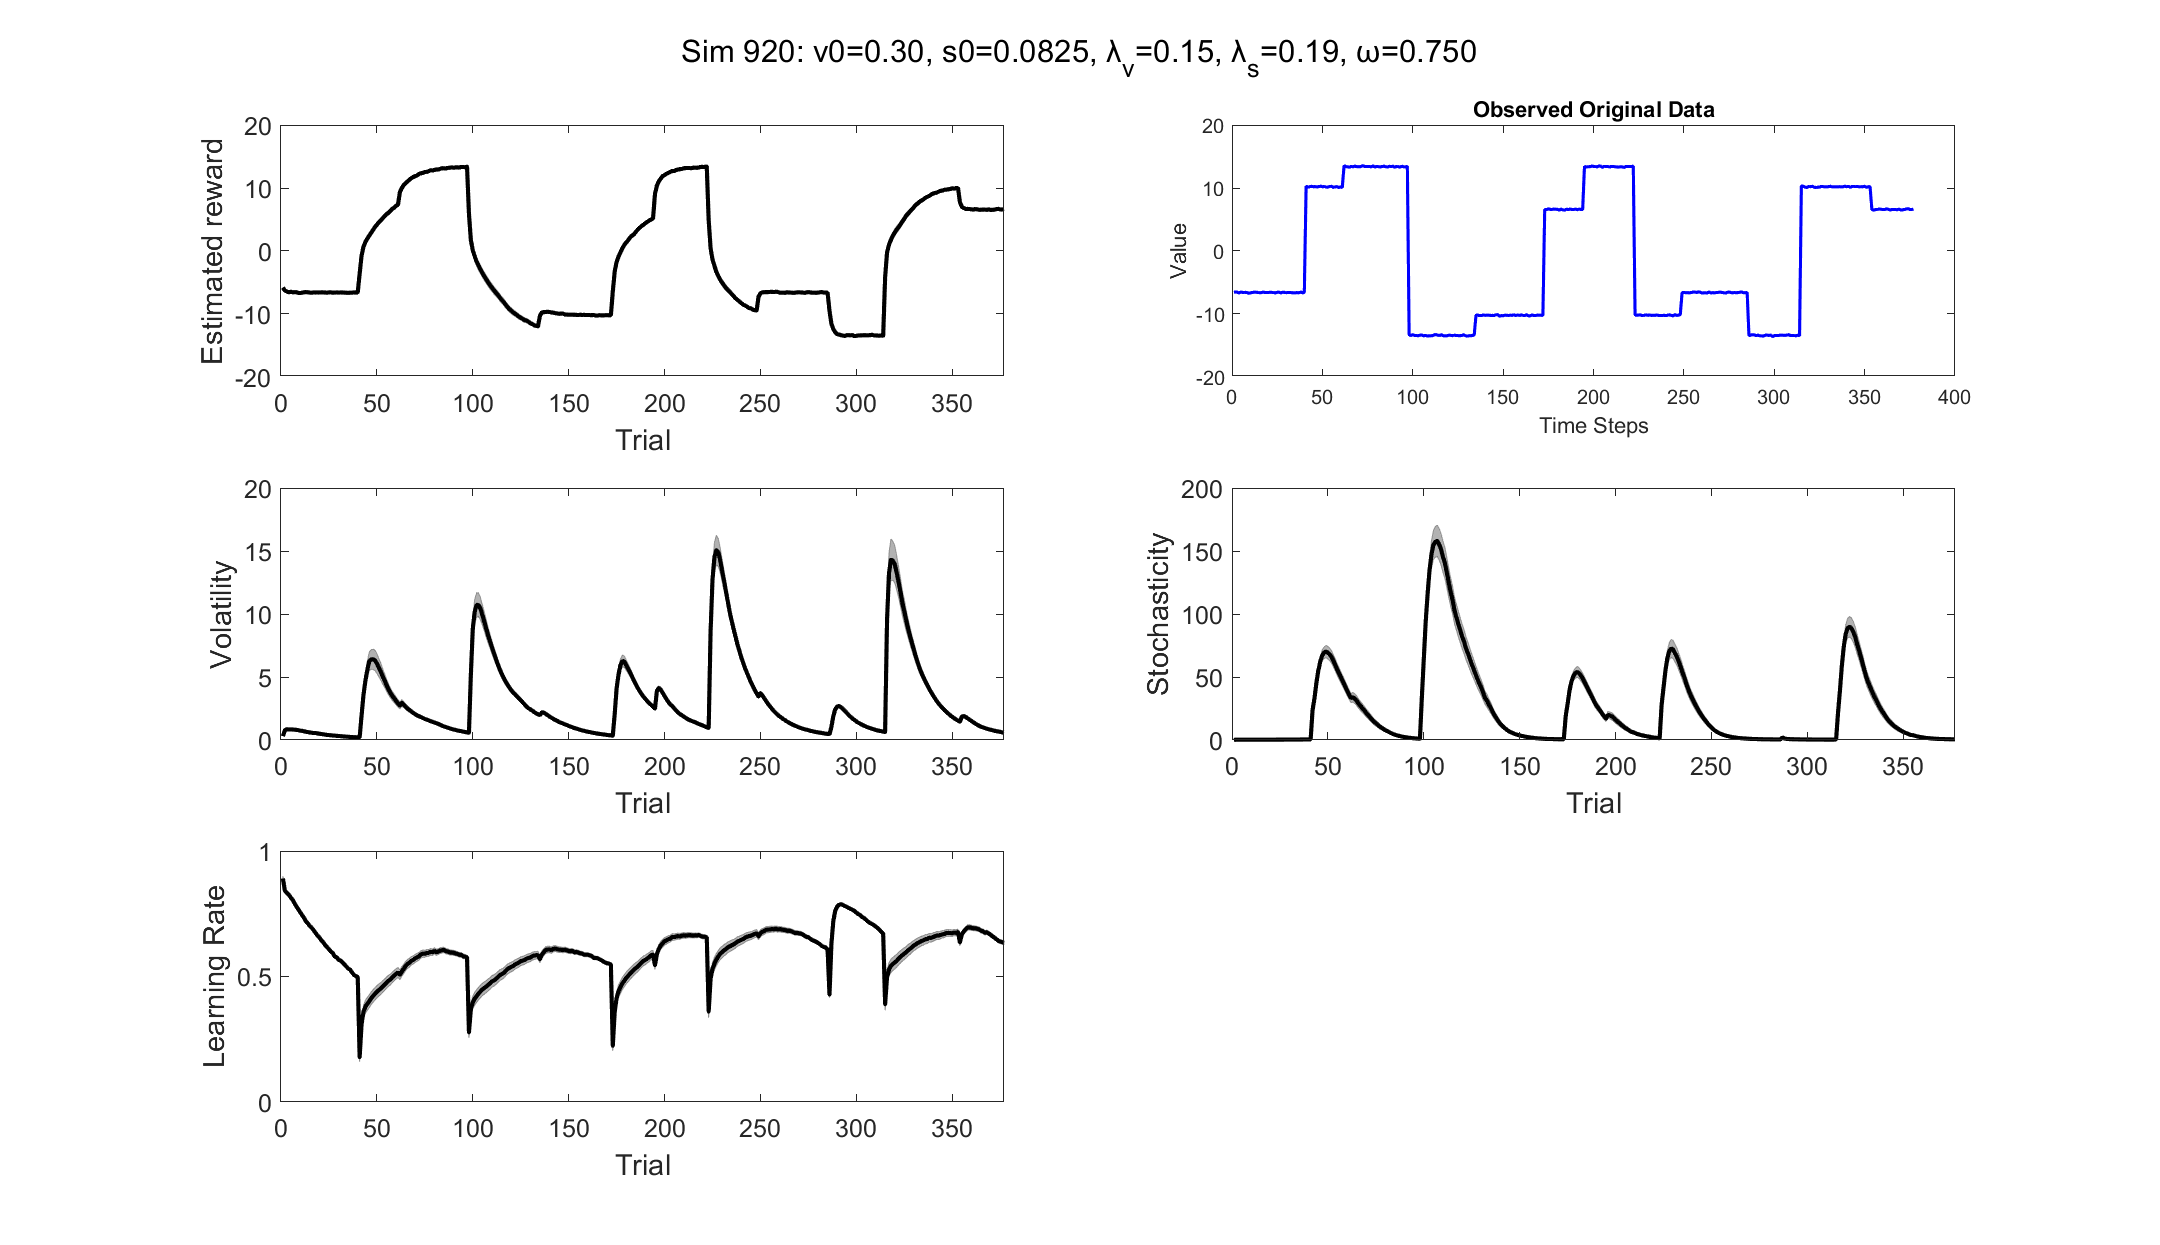 Sim 920: v0=0.30, s0=0.0825, λv=0.15, λs=0.19, ω=0.750
Estimated reward
20
10
0
-10
-20
0 50 100 150 200 250 300 350
Trial
Observed Original Data
Value
20
10
0
-10
-20
0 50 100 150 200 250 300 350 400
Time Steps
Volatility
20
15
10
5
0
0 50 100 150 200 250 300 350
Trial
Stochasticity
200
150
100
50
0
0 50 100 150 200 250 300 350
Trial
Learning Rate
1
0.5
0
0 50 100 150 200 250 300 350
Trial